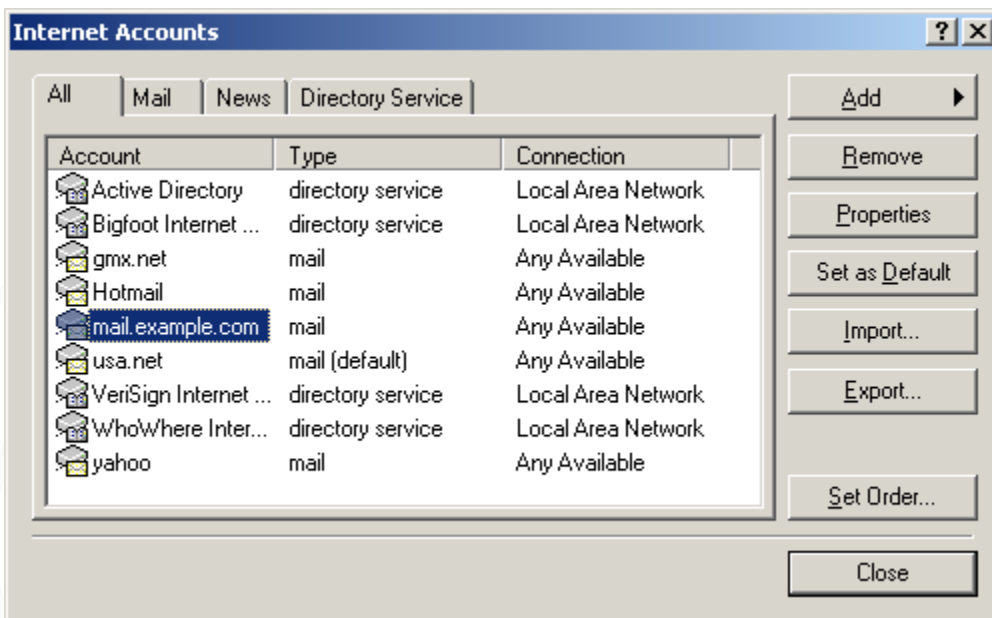 Internet Accounts
All Mail News Directory Service
Account Type Connection
Active Directory directory service Local Area Network
Bigfoot Internet ... directory service Local Area Network
gmx.net mail Any Available
Hotmail mail Any Available
mail.example.com mail Any Available
usa.net mail (default) Any Available
VeriSign Internet ... directory service Local Area Network
WhoWhere Inter... directory service Local Area Network
yahoo mail Any Available
Add
Remove
Properties
Set as Default
Import...
Export...
Set Order...
Close